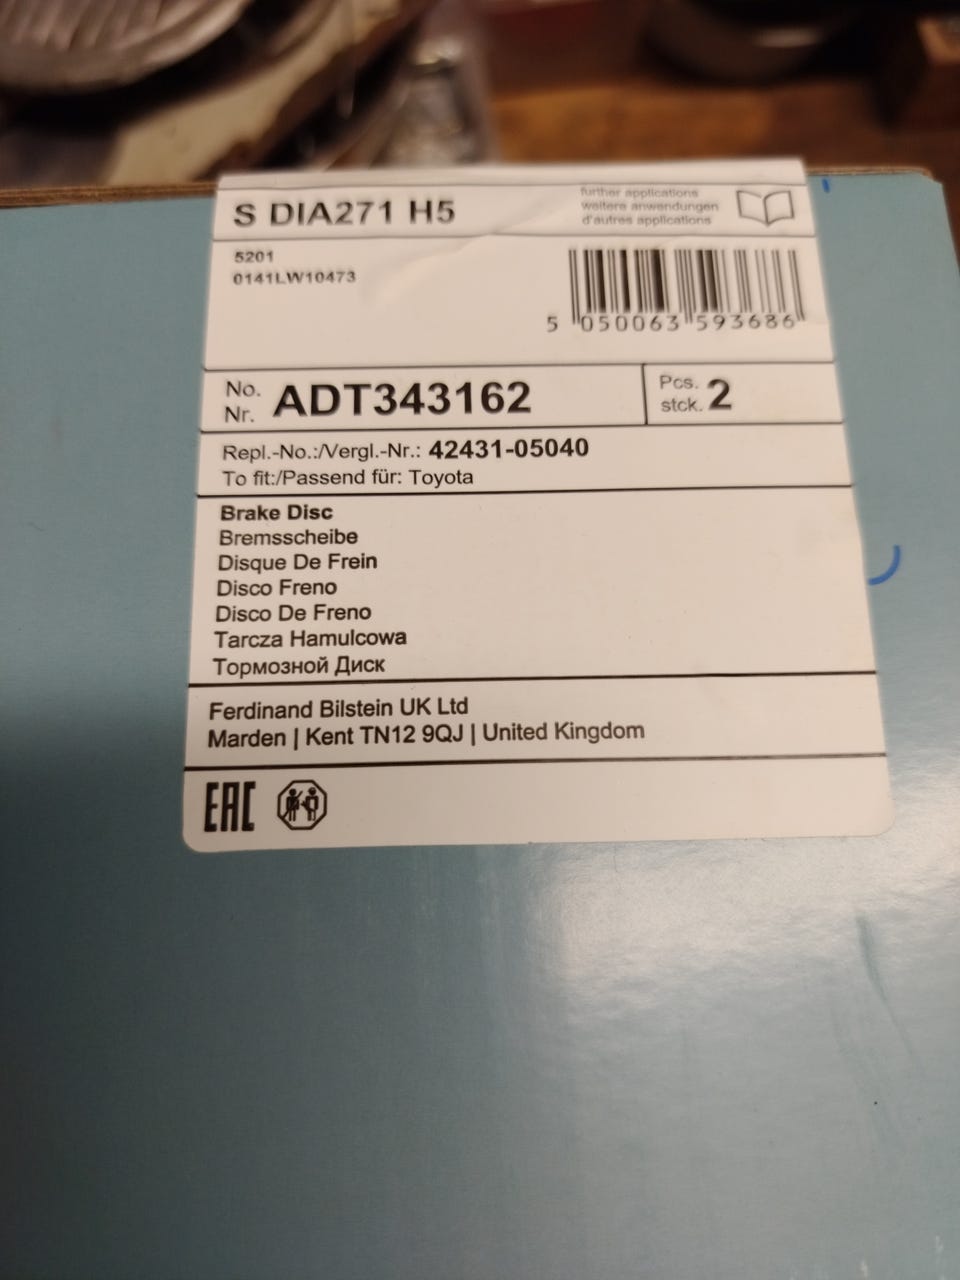 S DIA271 H5
further applications
weitere anwendungen
d'autres applications
5201
0141LW10473
5 050063 593686
No.
Nr.
ADT343162
Pcs.
stck.
2
Repl.-No.:/Vergl.-Nr.: 42431-05040
To fit:/Passend für: Toyota
Brake Disc
Bremsscheibe
Disque De Frein
Disco Freno
Disco De Freno
Tarcza Hamulcowa
Тормозной Диск
Ferdinand Bilstein UK Ltd
Marden | Kent TN12 9QJ | United Kingdom
EAC